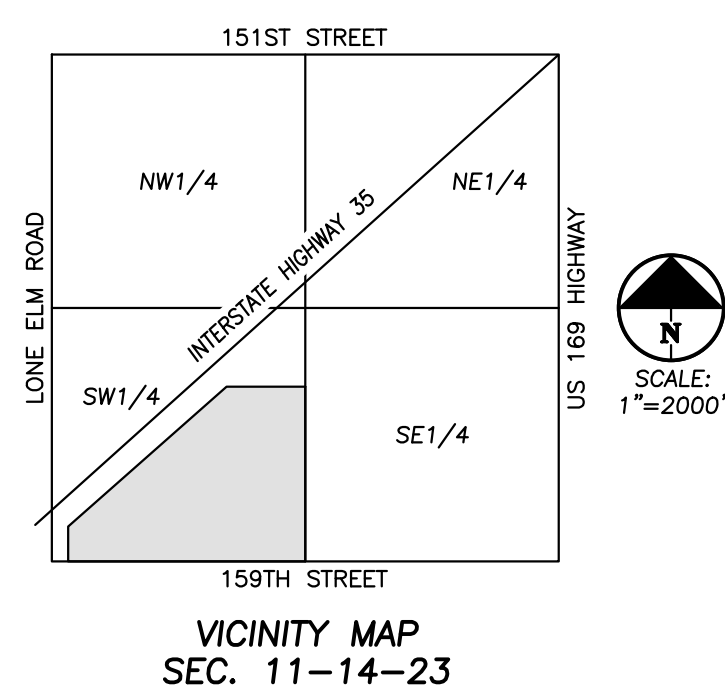 151ST STREET
NW1/4
NE1/4
INTERSTATE HIGHWAY 35
LONE ELM ROAD
US 169 HIGHWAY
N
SCALE:
1"=2000'
SW1/4
SE1/4
159TH STREET
VICINITY MAP
SEC. 11-14-23